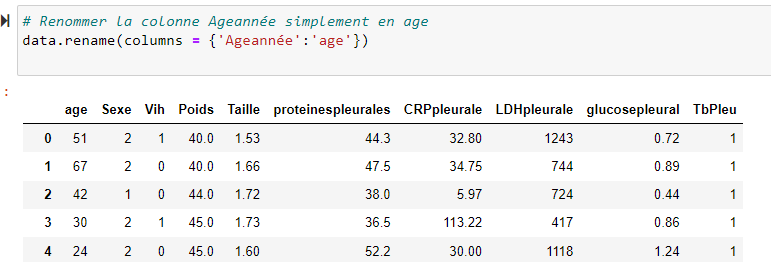 # Renommer la colonne Ageannée simplement en age
data.rename(columns = {'Ageannée':'age'})
:
age Sexe Vih Poids Taille proteinespleurales CRPpleurale LDHpleurale glucosepleural TbPleu
0 51 2 1 40.0 1.53 44.3 32.80 1243 0.72 1
1 67 2 0 40.0 1.66 47.5 34.75 744 0.89 1
2 42 1 0 44.0 1.72 38.0 5.97 724 0.44 1
3 30 2 1 45.0 1.73 36.5 113.22 417 0.86 1
4 24 2 0 45.0 1.60 52.2 30.00 1118 1.24 1